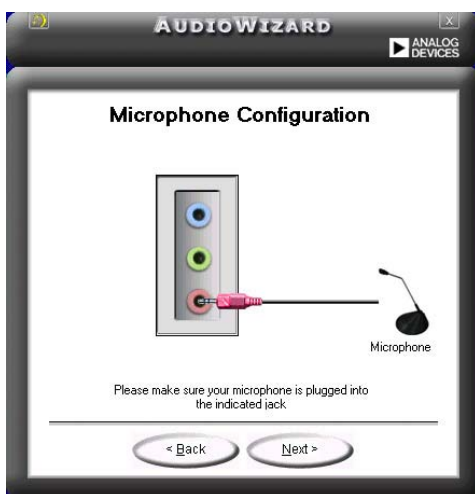 AUDIOWIZARD
X
ANALOG
DEVICES
Microphone Configuration
Microphone
Please make sure your microphone is plugged into
the indicated jack
< Back
Next >